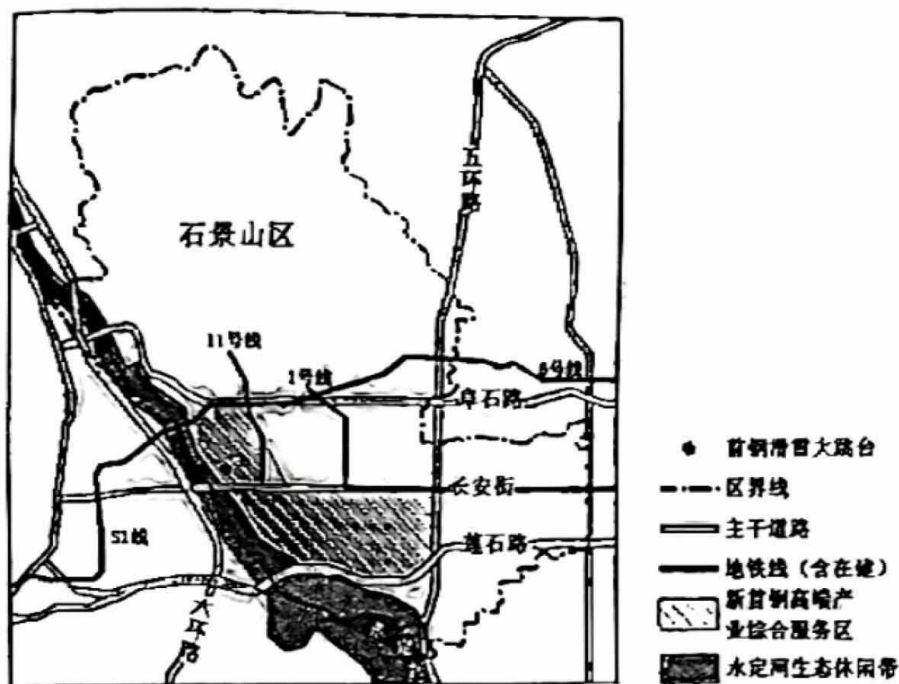 五环路
石景山区
11号线
1号线
6号线
阜石路
长安街
S1线
莲石路
六环路
首钢滑雪大跳台
区界线
主干道路
地铁线（含在建）
新首钢高端产
业综合服务区
永定河生态休闲带